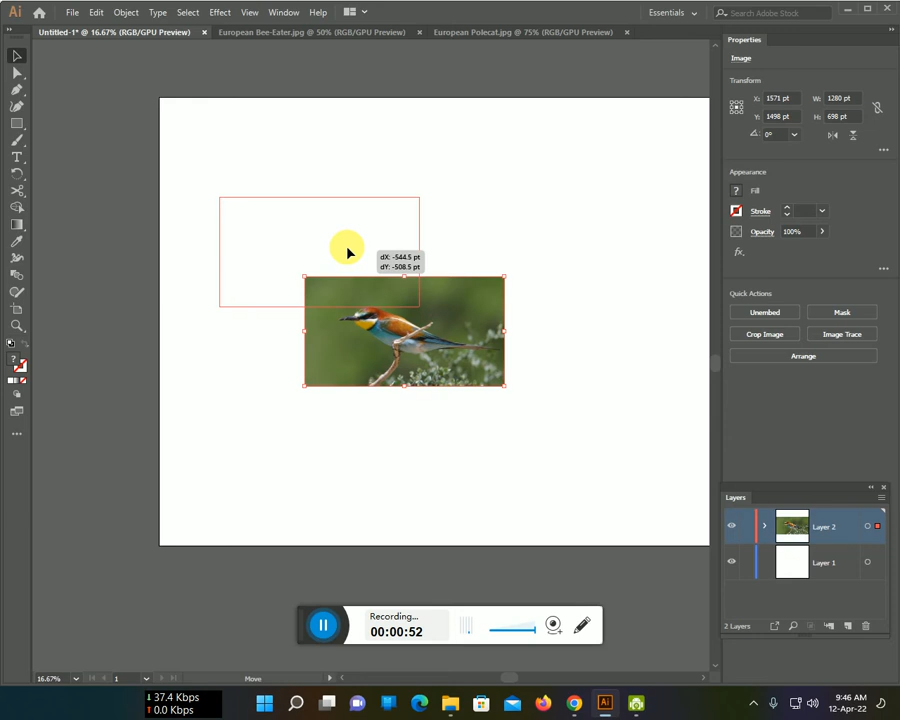 Ai File Edit Object Type Select Effect View Window Help Essentials Search Adobe Stock
Untitled-1* @ 16.67% (RGB/GPU Preview) × European Bee-Eater.jpg @ 50% (RGB/GPU Preview) × European Polecat.jpg @ 75% (RGB/GPU Preview) ×
Properties
Image
Transform
X: 1571 pt W: 1280 pt
Y: 1498 pt H: 698 pt
0°
Appearance
? Fill
Stroke
Opacity 100%
fx.
Quick Actions
Unembed Mask
Crop Image Image Trace
Arrange
dX: -544.5 pt
dY: -508.5 pt
?
Layers
Layer 2
Layer 1
2 Layers
Recording...
00:00:52
16.67% 1 Move
↓ 37.4 Kbps
↑ 0.0 Kbps
Ai
9:46 AM
12-Apr-22